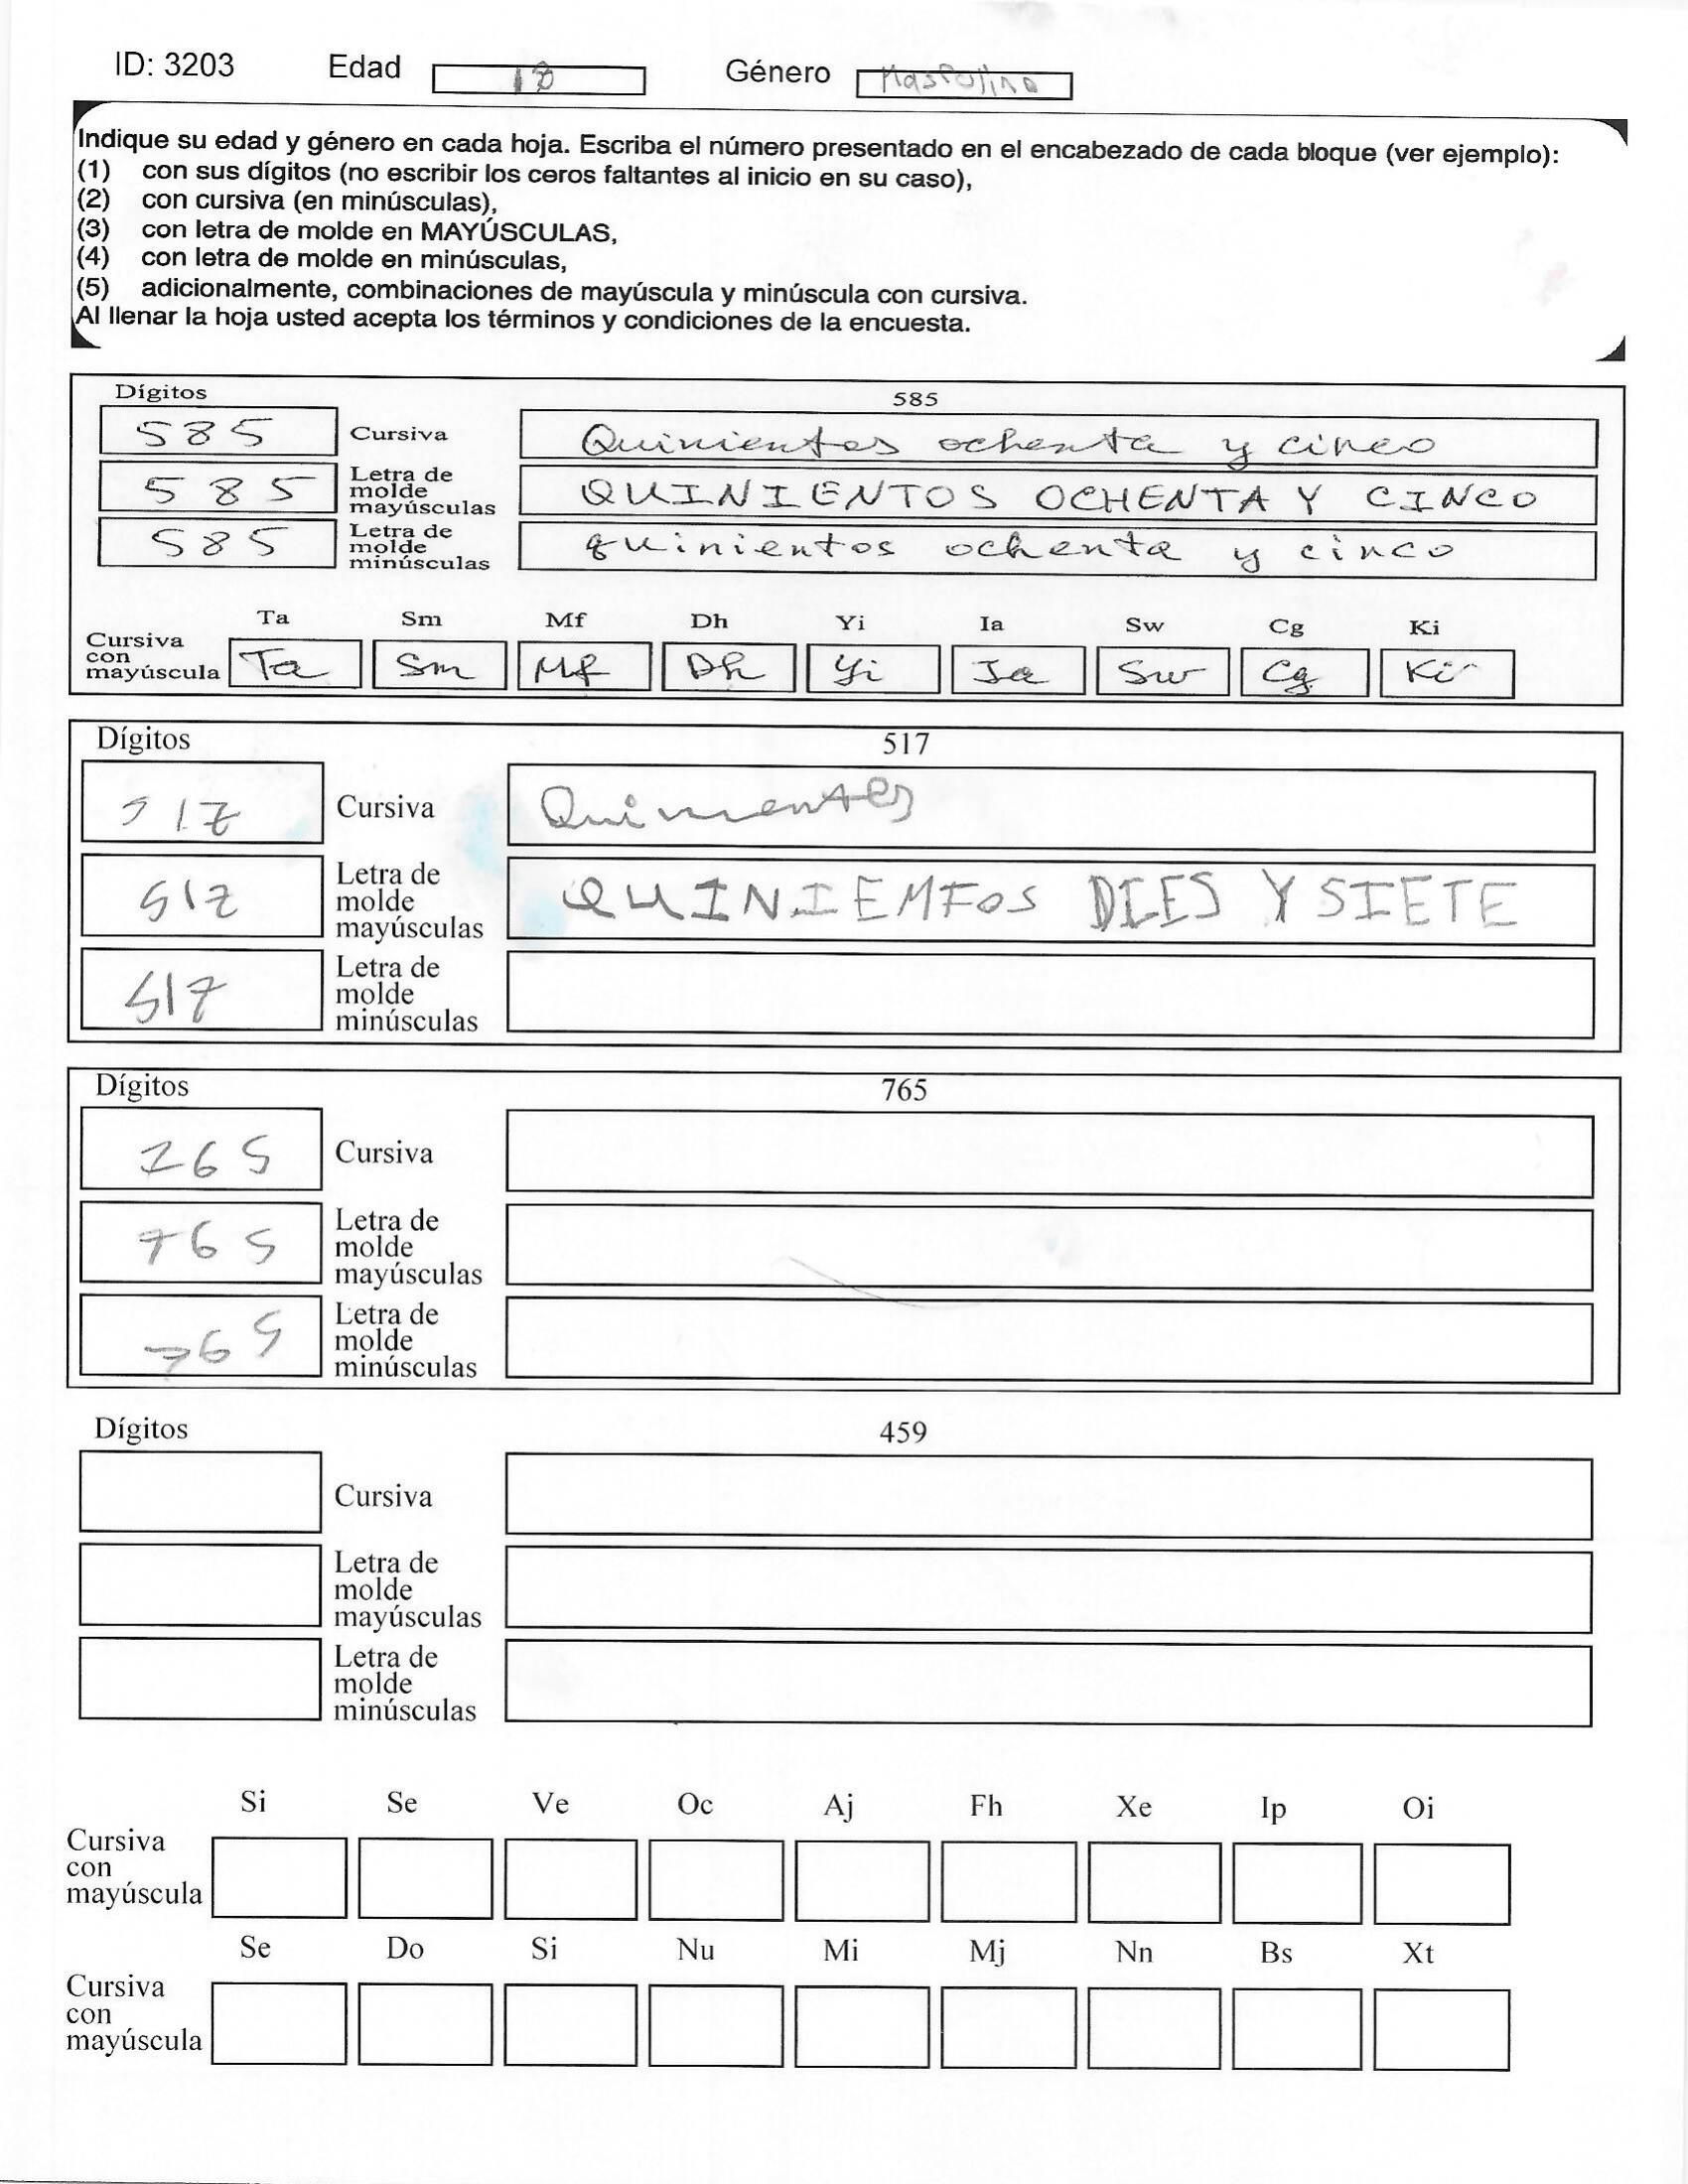 ID: 3203 Edad 18 Género Masculino
Indique su edad y género en cada hoja. Escriba el número presentado en el encabezado de cada bloque (ver ejemplo):
(1) con sus dígitos (no escribir los ceros faltantes al inicio en su caso),
(2) con cursiva (en minúsculas),
(3) con letra de molde en MAYÚSCULAS,
(4) con letra de molde en minúsculas,
(5) adicionalmente, combinaciones de mayúscula y minúscula con cursiva.
Al llenar la hoja usted acepta los términos y condiciones de la encuesta.
Dígitos 585
585 Cursiva Quinientos ochenta y cinco
585 Letra de molde mayúsculas QUINIENTOS OCHENTA Y CINCO
585 Letra de molde minúsculas quinientos ochenta y cinco
Ta Sm Mf Dh Yi Ia Sw Cg Ki
Cursiva con mayúscula Ta Sm Mf Dh Yi Ia Sw Cg Ki
Dígitos 517
517 Cursiva
517 Letra de molde mayúsculas QUINIEMFOS DIES Y SIETE
517 Letra de molde minúsculas
Dígitos 765
765 Cursiva
765 Letra de molde mayúsculas
765 Letra de molde minúsculas
Dígitos 459
Cursiva
Letra de molde mayúsculas
Letra de molde minúsculas
Si Se Ve Oc Aj Fh Xe Ip Oi
Cursiva con mayúscula
Se Do Si Nu Mi Mj Nn Bs Xt
Cursiva con mayúscula